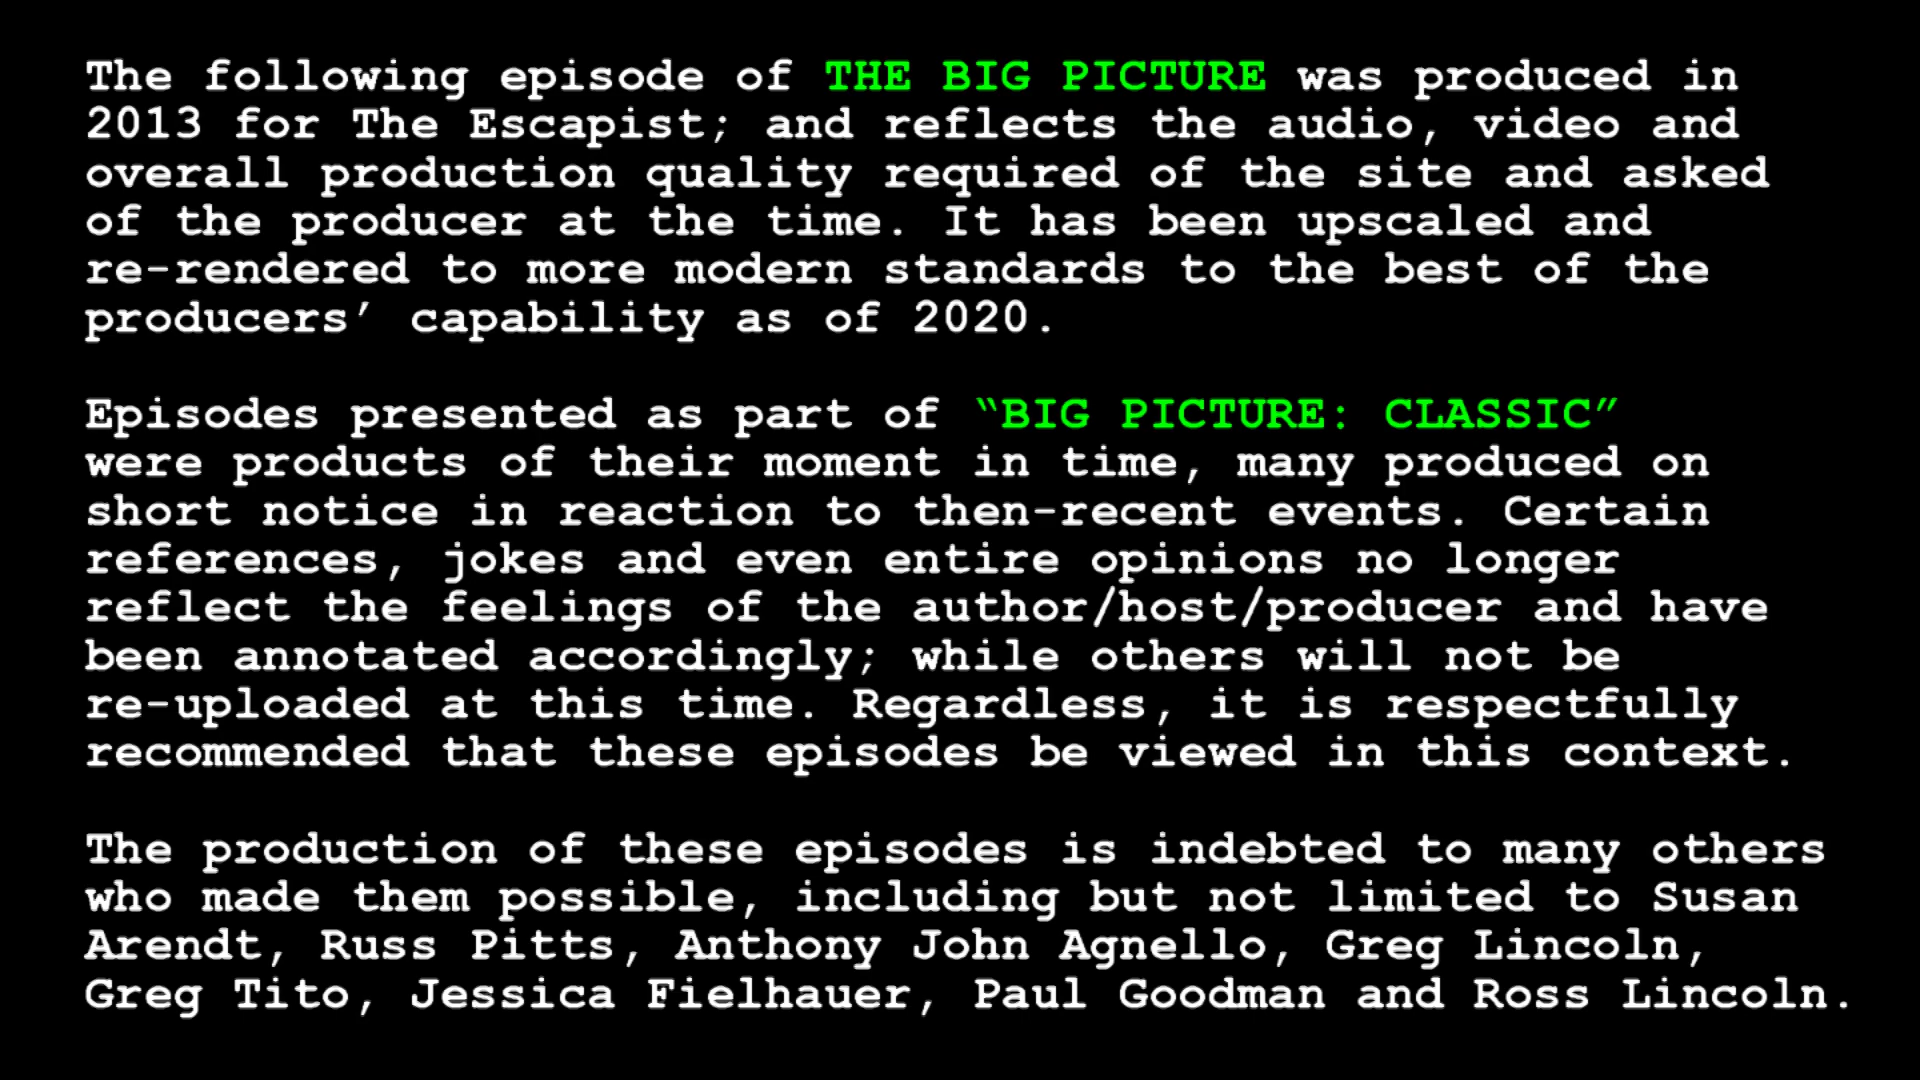 The following episode of THE BIG PICTURE was produced in
2013 for The Escapist; and reflects the audio, video and
overall production quality required of the site and asked
of the producer at the time. It has been upscaled and
re-rendered to more modern standards to the best of the
producers’ capability as of 2020.
Episodes presented as part of “BIG PICTURE: CLASSIC”
were products of their moment in time, many produced on
short notice in reaction to then-recent events. Certain
references, jokes and even entire opinions no longer
reflect the feelings of the author/host/producer and have
been annotated accordingly; while others will not be
re-uploaded at this time. Regardless, it is respectfully
recommended that these episodes be viewed in this context.
The production of these episodes is indebted to many others
who made them possible, including but not limited to Susan
Arendt, Russ Pitts, Anthony John Agnello, Greg Lincoln,
Greg Tito, Jessica Fielhauer, Paul Goodman and Ross Lincoln.